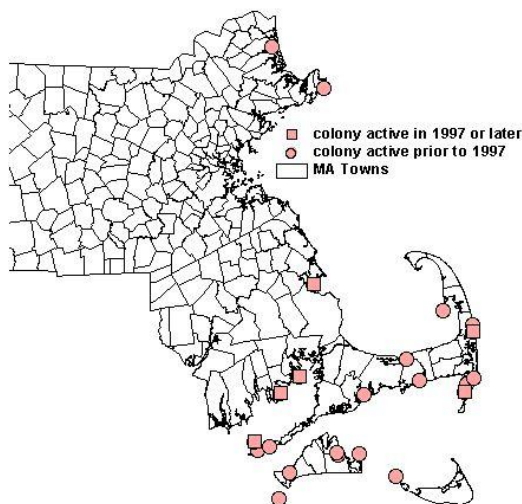 colony active in 1997 or later
colony active prior to 1997
MA Towns